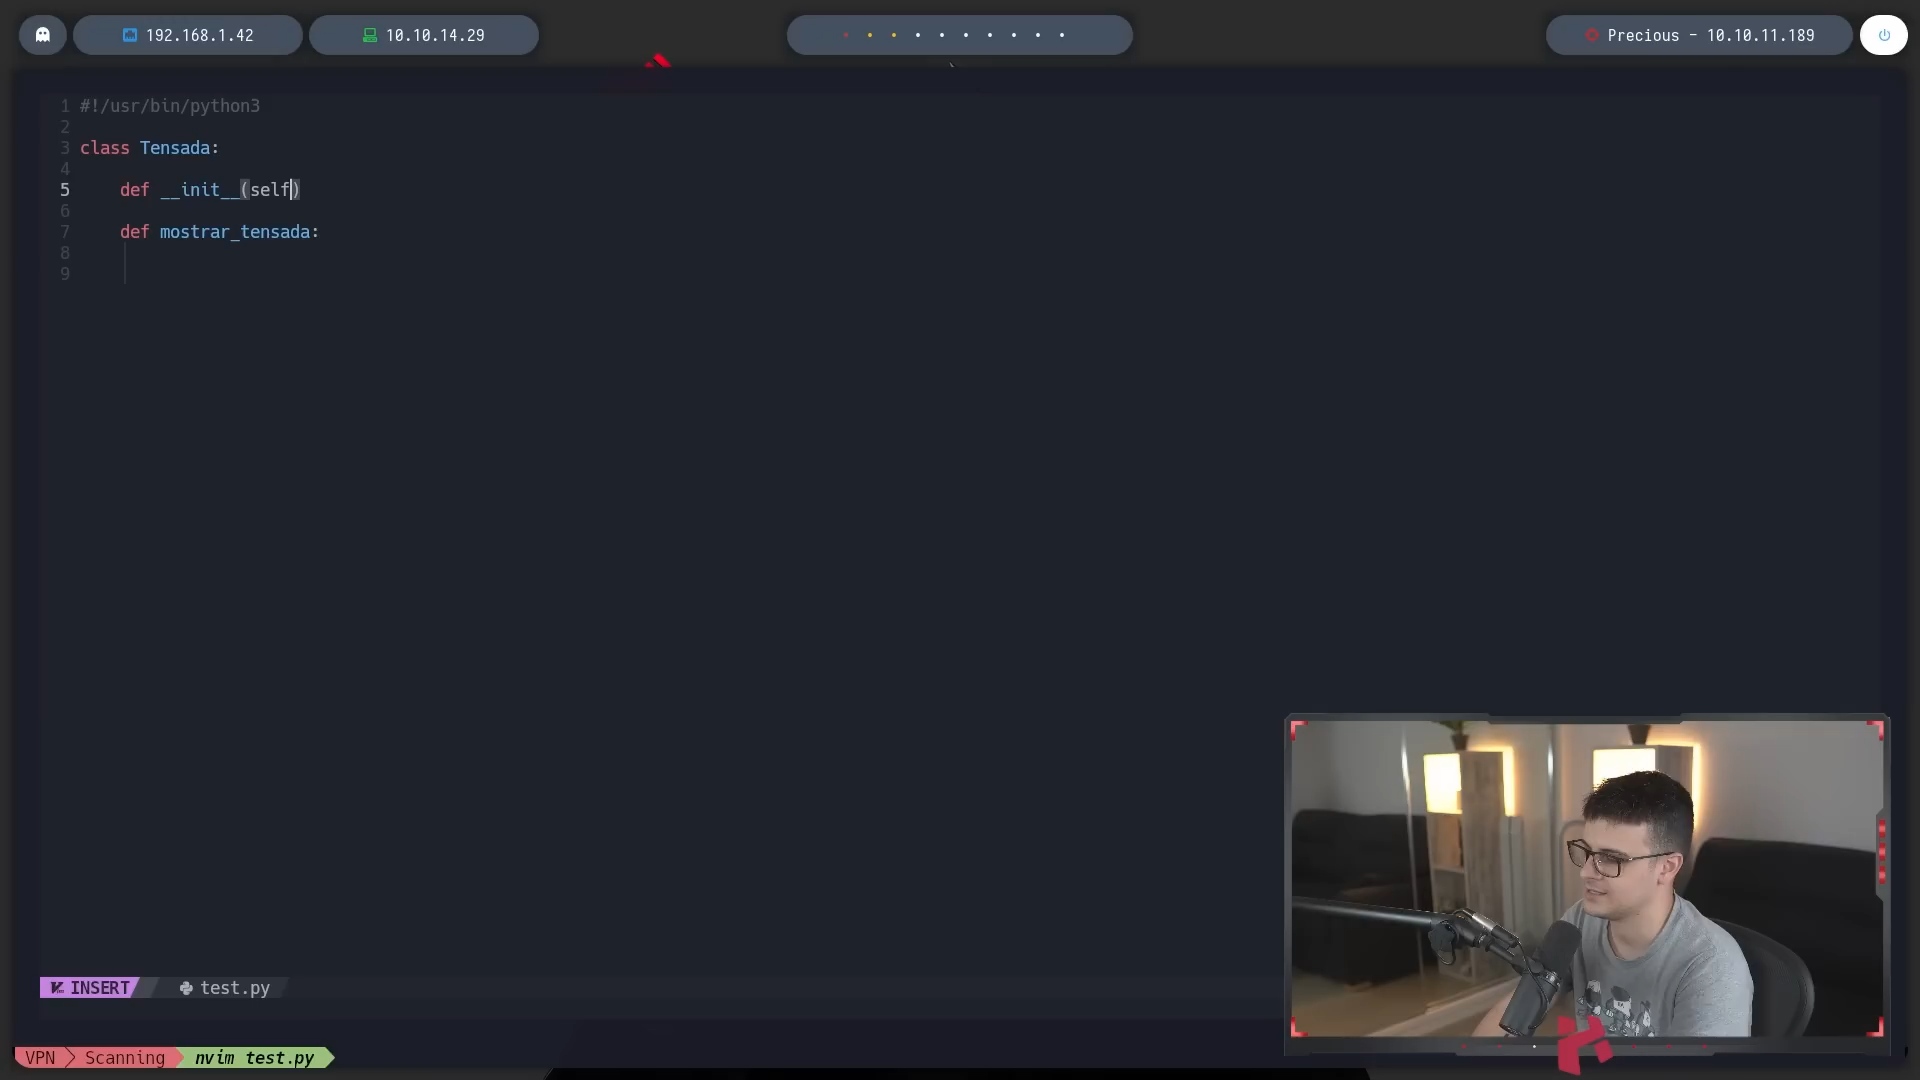 192.168.1.42
10.10.14.29
Precious - 10.10.11.189
1 #!/usr/bin/python3
2
3 class Tensada:
4
5 def __init__(self)
6
7 def mostrar_tensada:
8
9
INSERT test.py
VPN Scanning nvim test.py